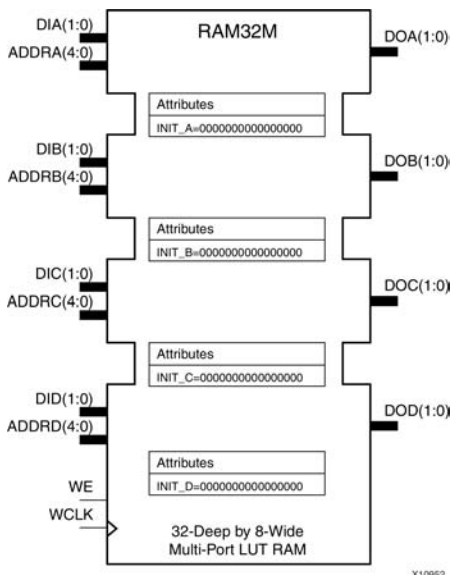 RAM32M
DIA(1:0)
DOA(1:0)
ADDRA(4:0)
Attributes
INIT_A=0000000000000000
DIB(1:0)
DOB(1:0)
ADDRB(4:0)
Attributes
INIT_B=0000000000000000
DIC(1:0)
DOC(1:0)
ADDRC(4:0)
Attributes
INIT_C=0000000000000000
DID(1:0)
DOD(1:0)
ADDRD(4:0)
Attributes
INIT_D=0000000000000000
WE
WCLK
32-Deep by 8-Wide
Multi-Port LUT RAM
X10952